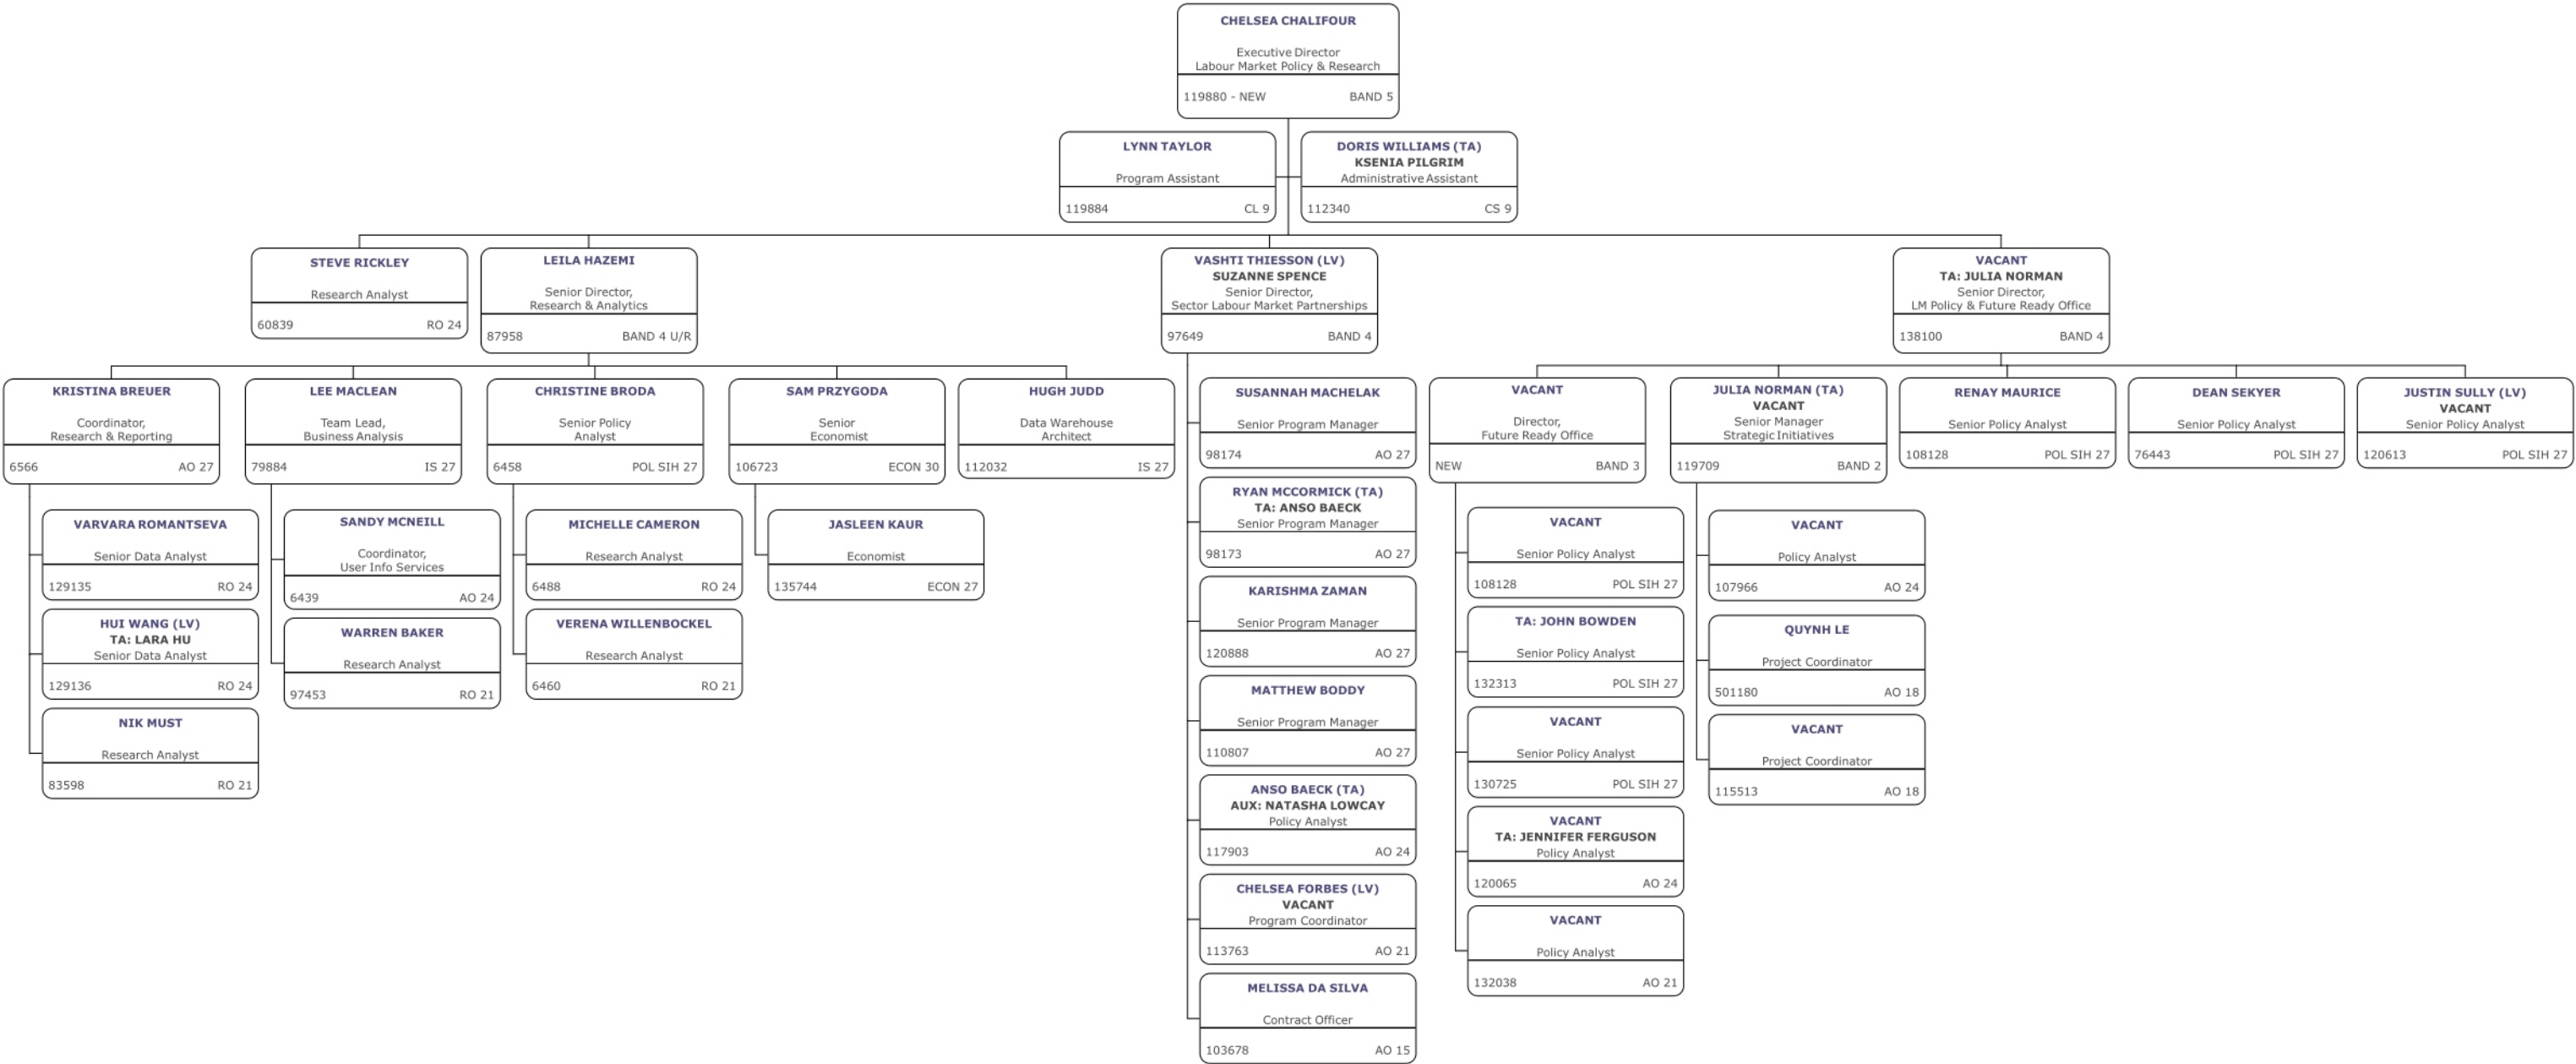 CHELSEA CHALIFOUR
Executive Director
Labour Market Policy & Research
119880 - NEW BAND 5
LYNN TAYLOR
Program Assistant
119884 CL 9
DORIS WILLIAMS (TA)
KSENIA PILGRIM
Administrative Assistant
112340 CS 9
STEVE RICKLEY
Research Analyst
60839 RO 24
LEILA HAZEMI
Senior Director,
Research & Analytics
87958 BAND 4 U/R
VASHTI THIESSON (LV)
SUZANNE SPENCE
Senior Director,
Sector Labour Market Partnerships
97649 BAND 4
VACANT
TA: JULIA NORMAN
Senior Director,
LM Policy & Future Ready Office
138100 BAND 4
KRISTINA BREUER
Coordinator,
Research & Reporting
6566 AO 27
LEE MACLEAN
Team Lead,
Business Analysis
79884 IS 27
CHRISTINE BRODA
Senior Policy
Analyst
6458 POL SIH 27
SAM PRZYGODA
Senior
Economist
106723 ECON 30
HUGH JUDD
Data Warehouse
Architect
112032 IS 27
VARVARA ROMANTSEVA
Senior Data Analyst
129135 RO 24
HUI WANG (LV)
TA: LARA HU
Senior Data Analyst
129136 RO 24
NIK MUST
Research Analyst
83598 RO 21
SANDY MCNEILL
Coordinator,
User Info Services
6439 AO 24
WARREN BAKER
Research Analyst
97453 RO 21
MICHELLE CAMERON
Research Analyst
6488 RO 24
VERENA WILLENBOCKEL
Research Analyst
6460 RO 21
JASLEEN KAUR
Economist
135744 ECON 27
SUSANNAH MACHELAK
Senior Program Manager
98174 AO 27
RYAN MCCORMICK (TA)
TA: ANSO BAECK
Senior Program Manager
98173 AO 27
KARISHMA ZAMAN
Senior Program Manager
120888 AO 27
MATTHEW BODDY
Senior Program Manager
110807 AO 27
ANSO BAECK (TA)
AUX: NATASHA LOWCAY
Policy Analyst
117903 AO 24
CHELSEA FORBES (LV)
VACANT
Program Coordinator
113763 AO 21
MELISSA DA SILVA
Contract Officer
103678 AO 15
VACANT
Director,
Future Ready Office
NEW BAND 3
JULIA NORMAN (TA)
VACANT
Senior Manager
Strategic Initiatives
119709 BAND 2
RENAY MAURICE
Senior Policy Analyst
108128 POL SIH 27
DEAN SEKYER
Senior Policy Analyst
76443 POL SIH 27
JUSTIN SULLY (LV)
VACANT
Senior Policy Analyst
120613 POL SIH 27
VACANT
Senior Policy Analyst
108128 POL SIH 27
TA: JOHN BOWDEN
Senior Policy Analyst
132313 POL SIH 27
VACANT
Senior Policy Analyst
130725 POL SIH 27
VACANT
TA: JENNIFER FERGUSON
Policy Analyst
120065 AO 24
VACANT
Policy Analyst
132038 AO 21
VACANT
Policy Analyst
107966 AO 24
QUYNH LE
Project Coordinator
501180 AO 18
VACANT
Project Coordinator
115513 AO 18